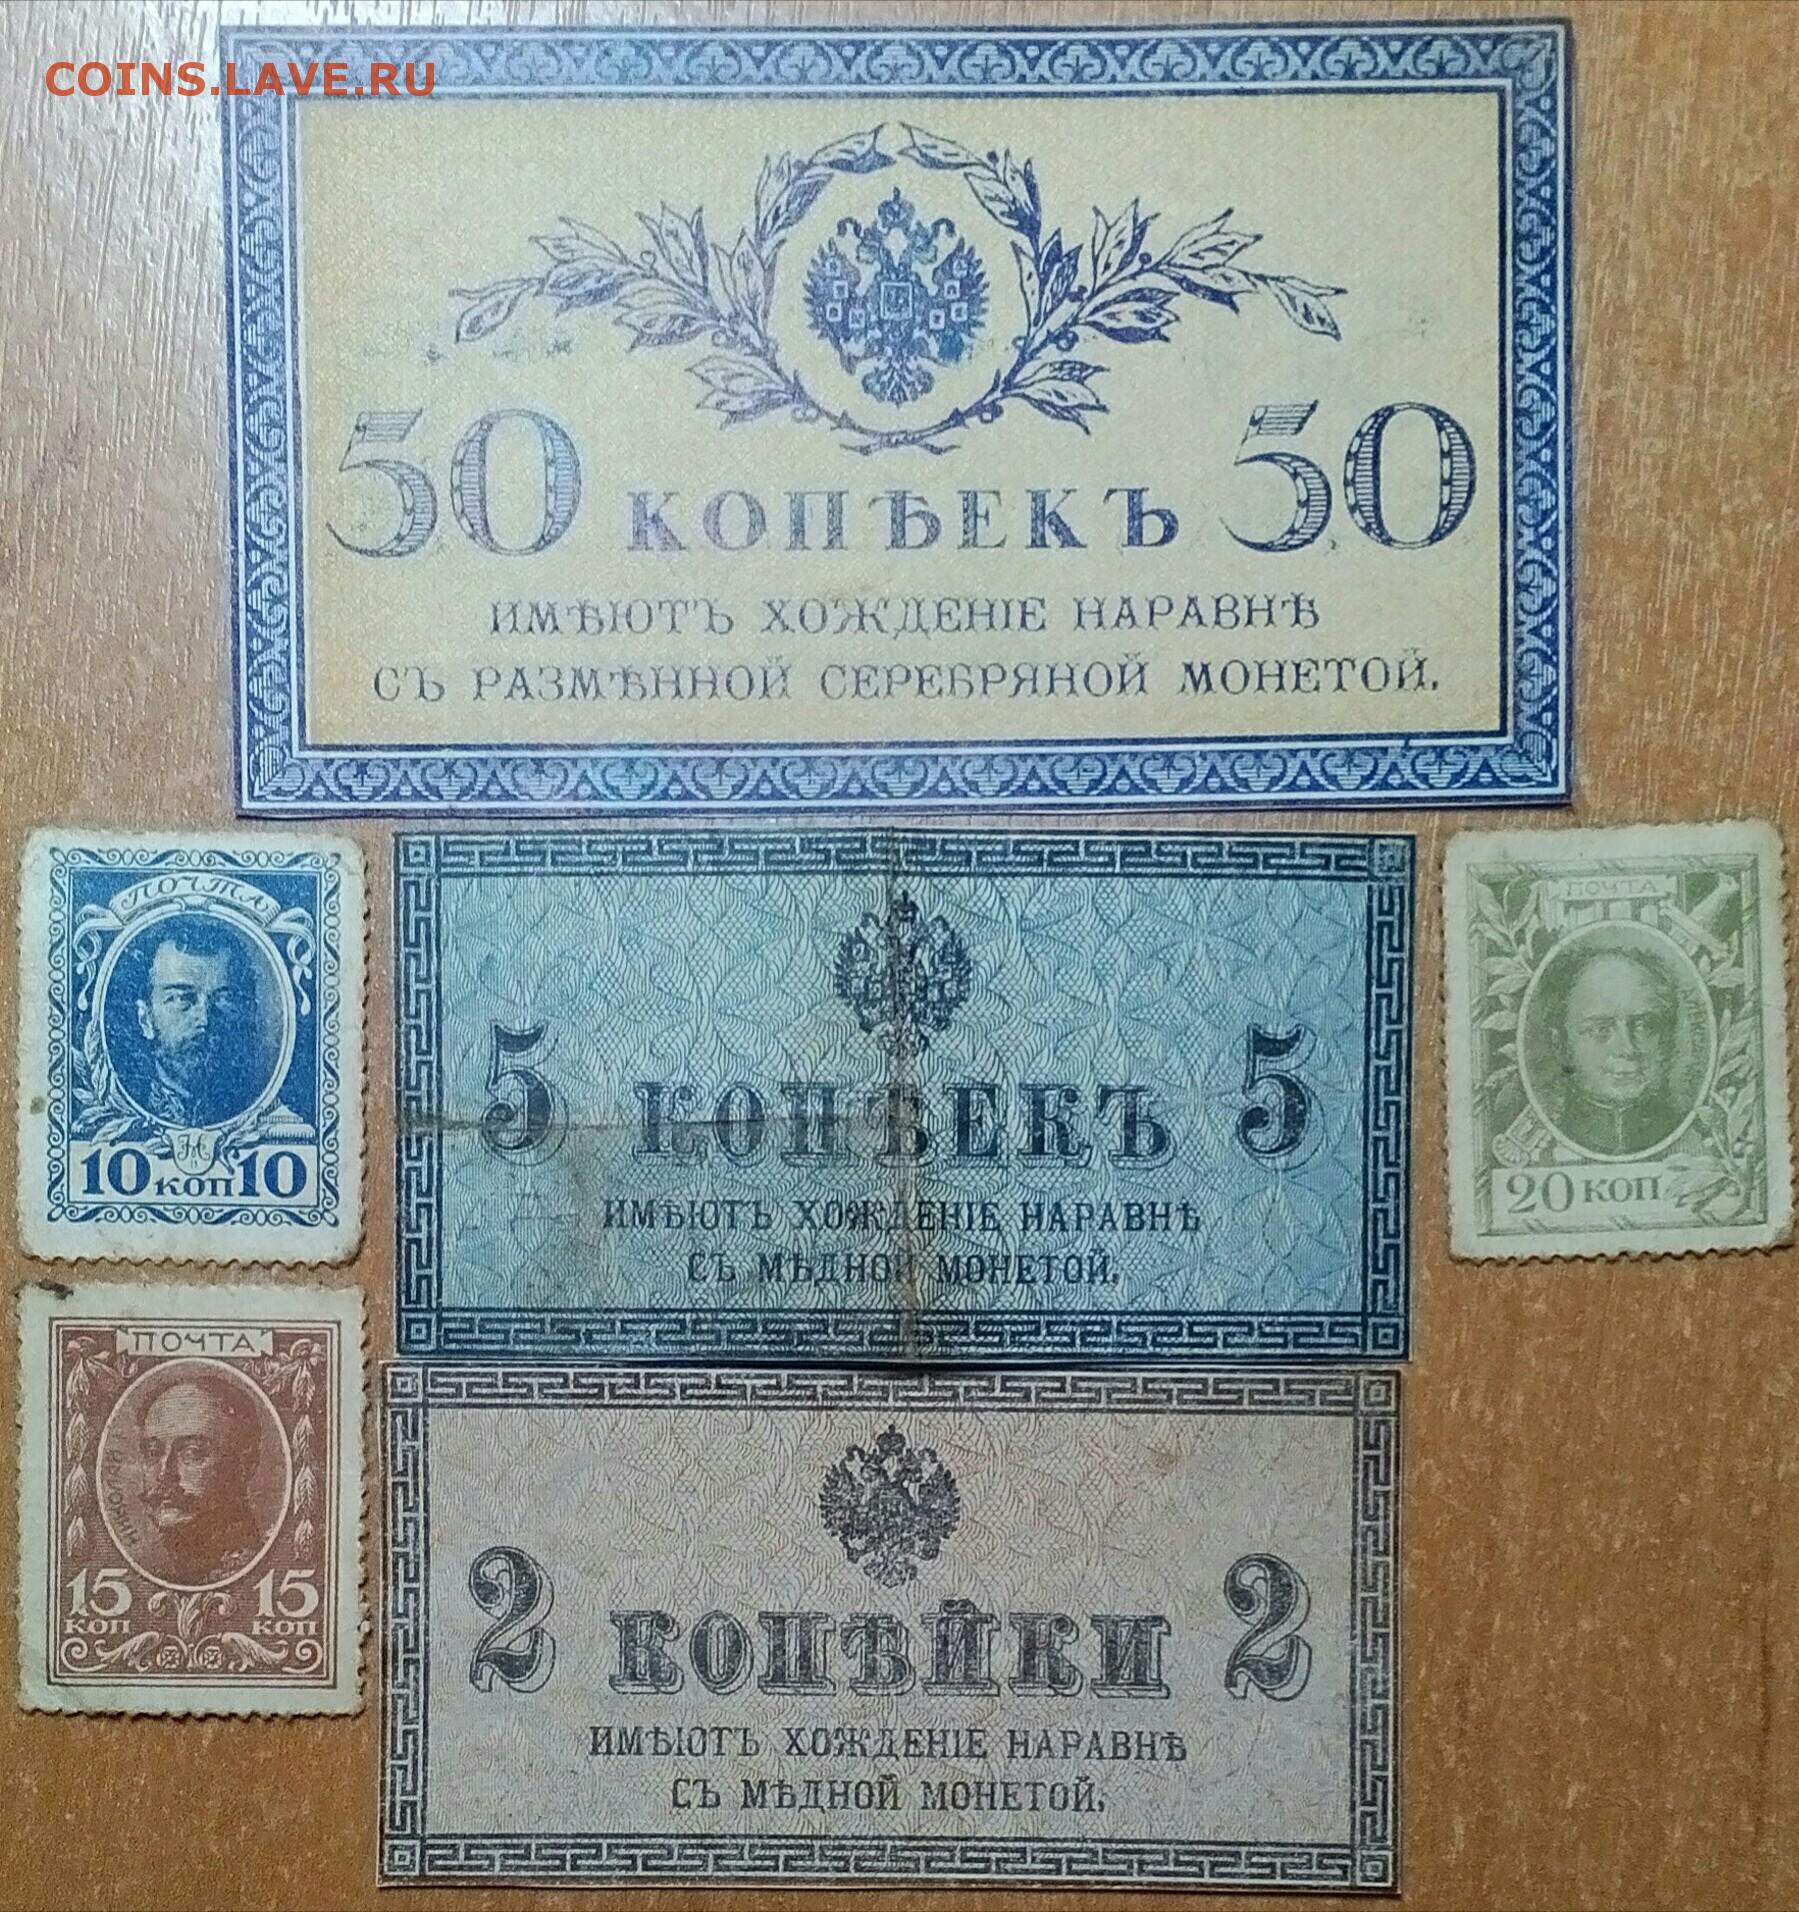 COINS.LAVE.RU
50 КОПѢЕКЪ 50
ИМѢЮТЪ ХОЖДЕНІЕ НАРАВНѢ
СЪ РАЗМѢННОЙ СЕРЕБРЯНОЙ МОНЕТОЙ.
ПОЧТА
10 КОП 10
5 КОПѢЕКЪ 5
ИМѢЮТЪ ХОЖДЕНІЕ НАРАВНѢ
СЪ МѢДНОЙ МОНЕТОЙ.
ПОЧТА
20 КОП
ПОЧТА
15 15
КОП КОП
2 КОПѢЙКИ 2
ИМѢЮТЪ ХОЖДЕНІЕ НАРАВНѢ
СЪ МѢДНОЙ МОНЕТОЙ.